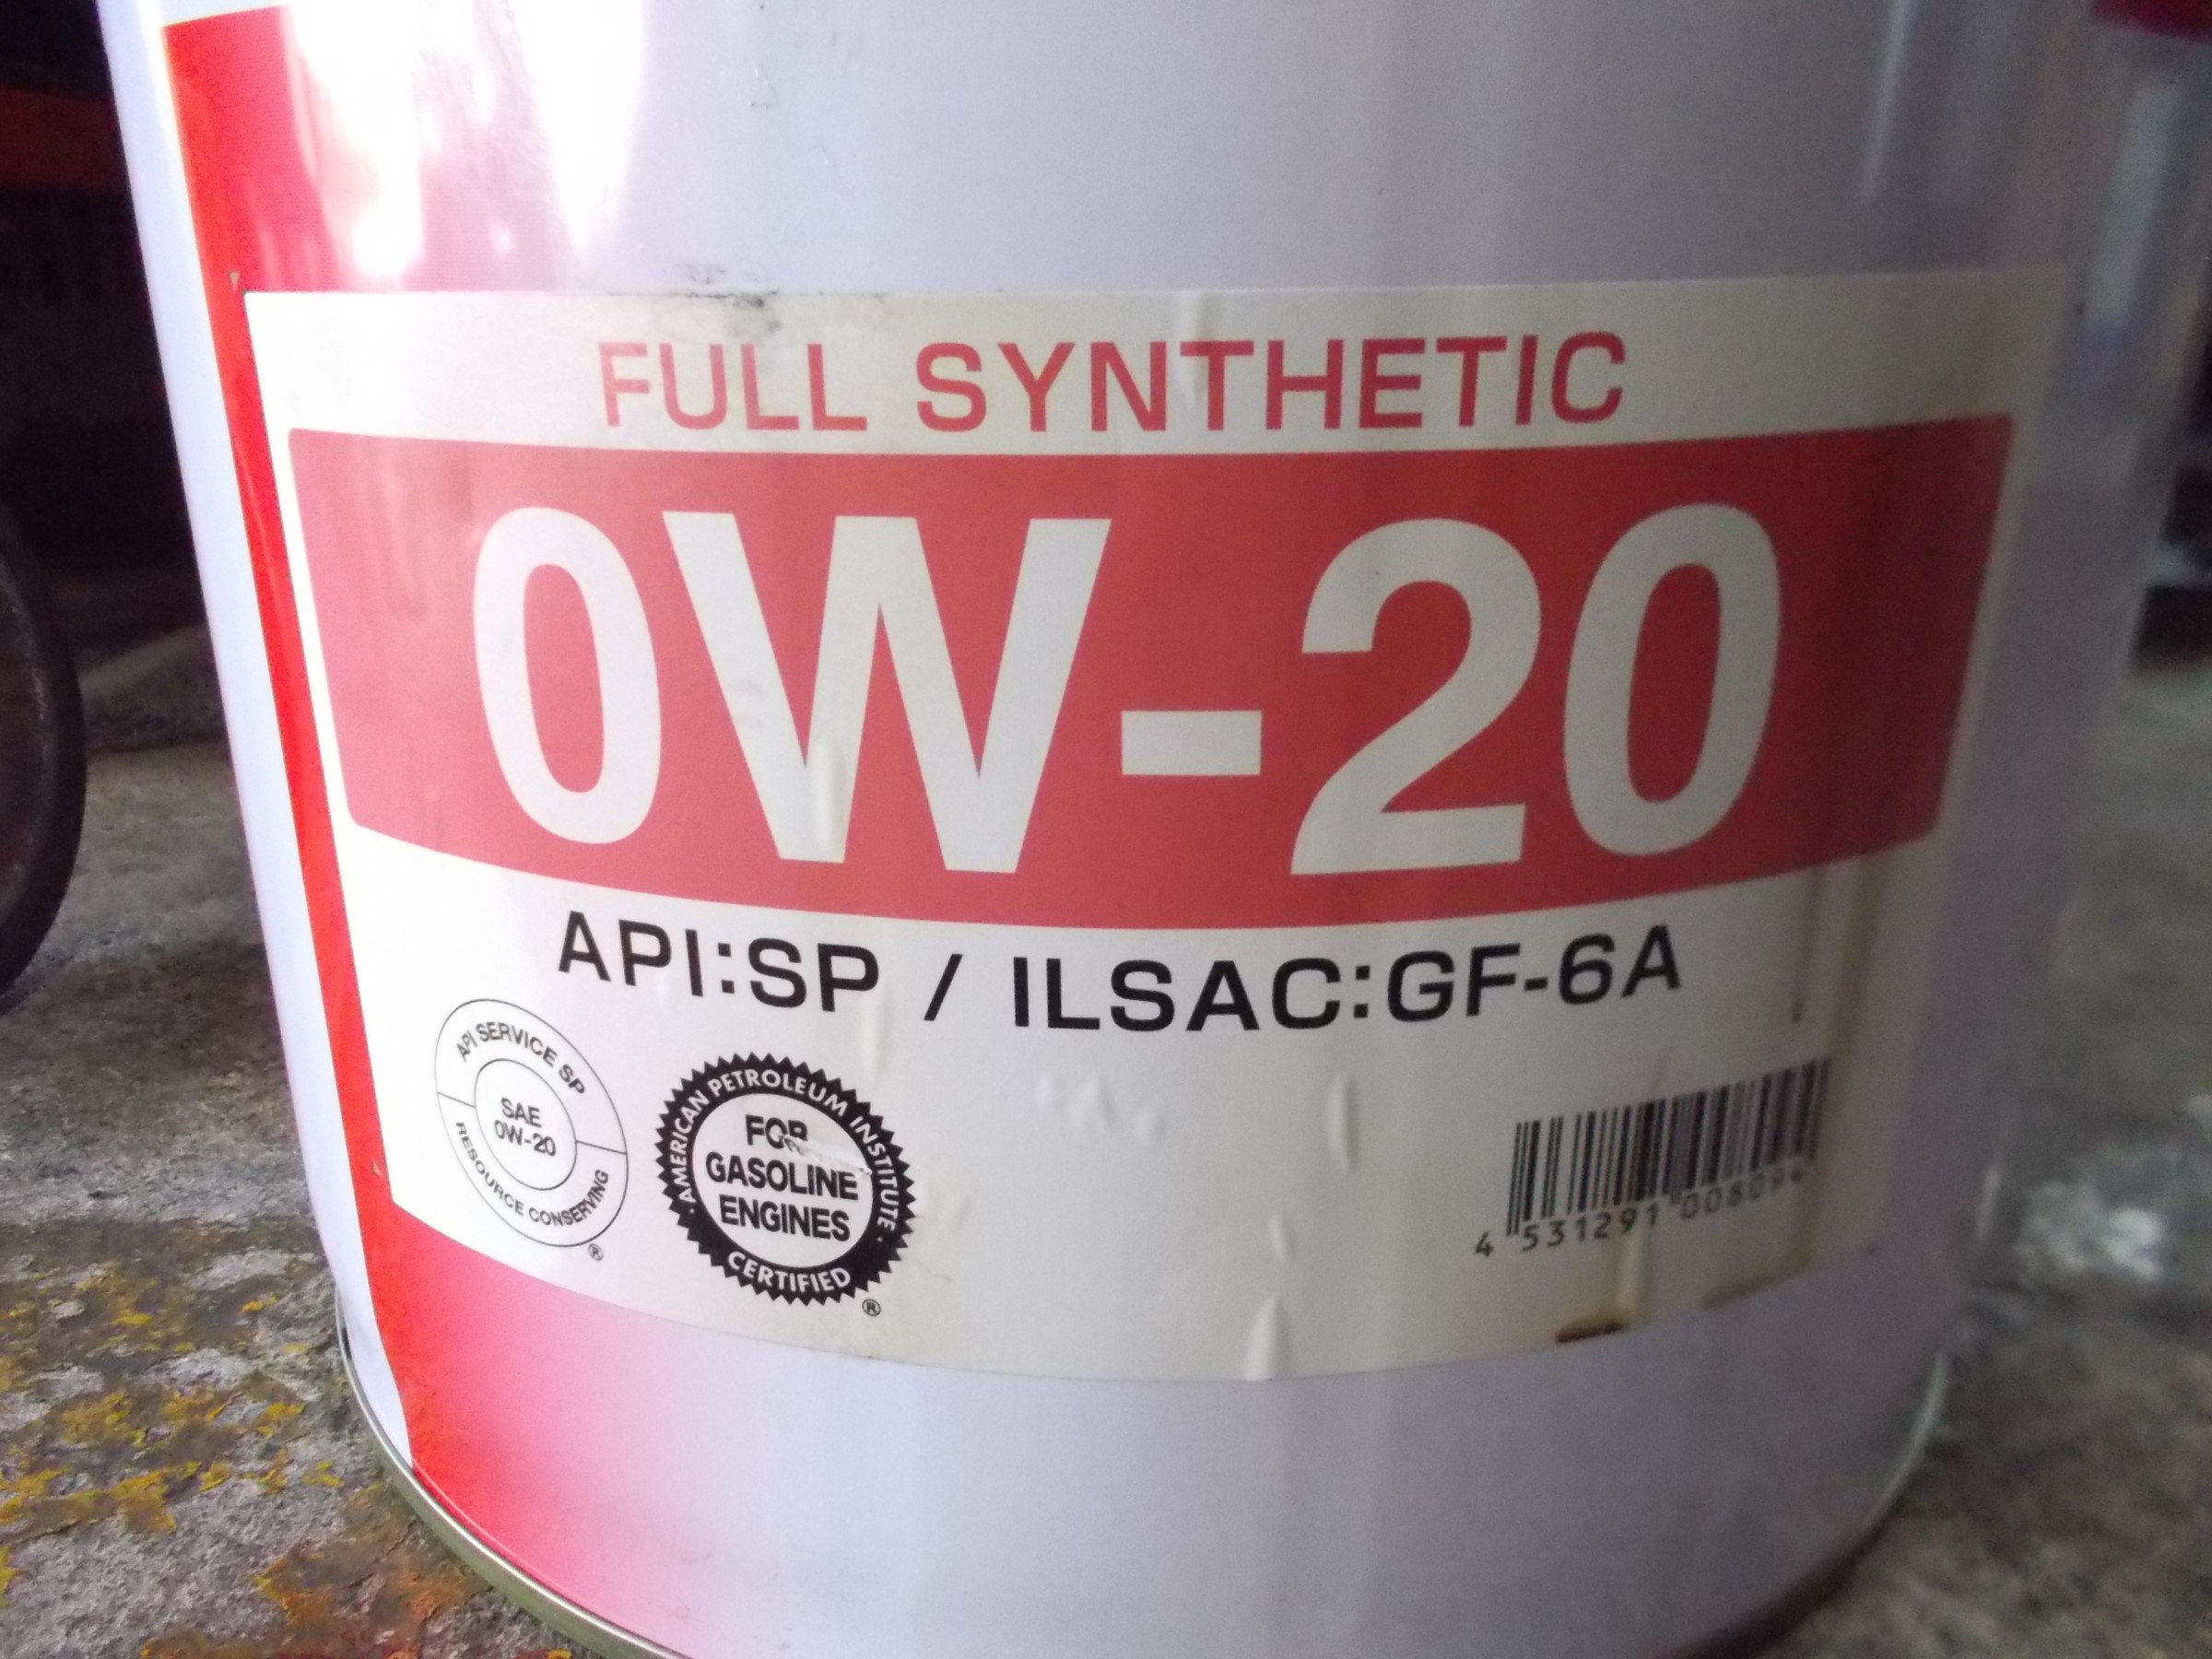 FULL SYNTHETIC
0W-20
API:SP / ILSAC:GF-6A
API SERVICE SP
SAE
0W-20
RESOURCE CONSERVING
®
AMERICAN PETROLEUM INSTITUTE
FOR
GASOLINE
ENGINES
CERTIFIED
®
4 531291 008094